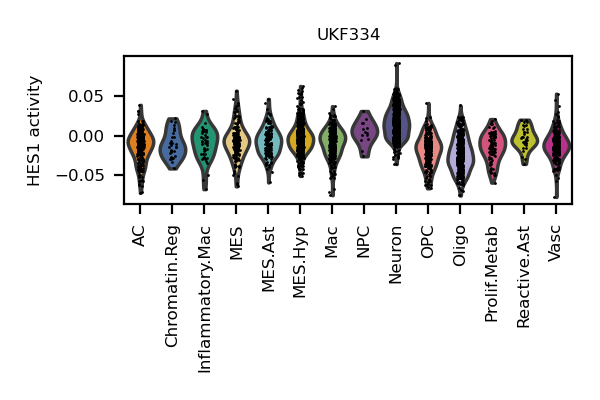 UKF334
HES1 activity
0.05
0.00
−0.05
AC
Chromatin.Reg
Inflammatory.Mac
MES
MES.Ast
MES.Hyp
Mac
NPC
Neuron
OPC
Oligo
Prolif.Metab
Reactive.Ast
Vasc